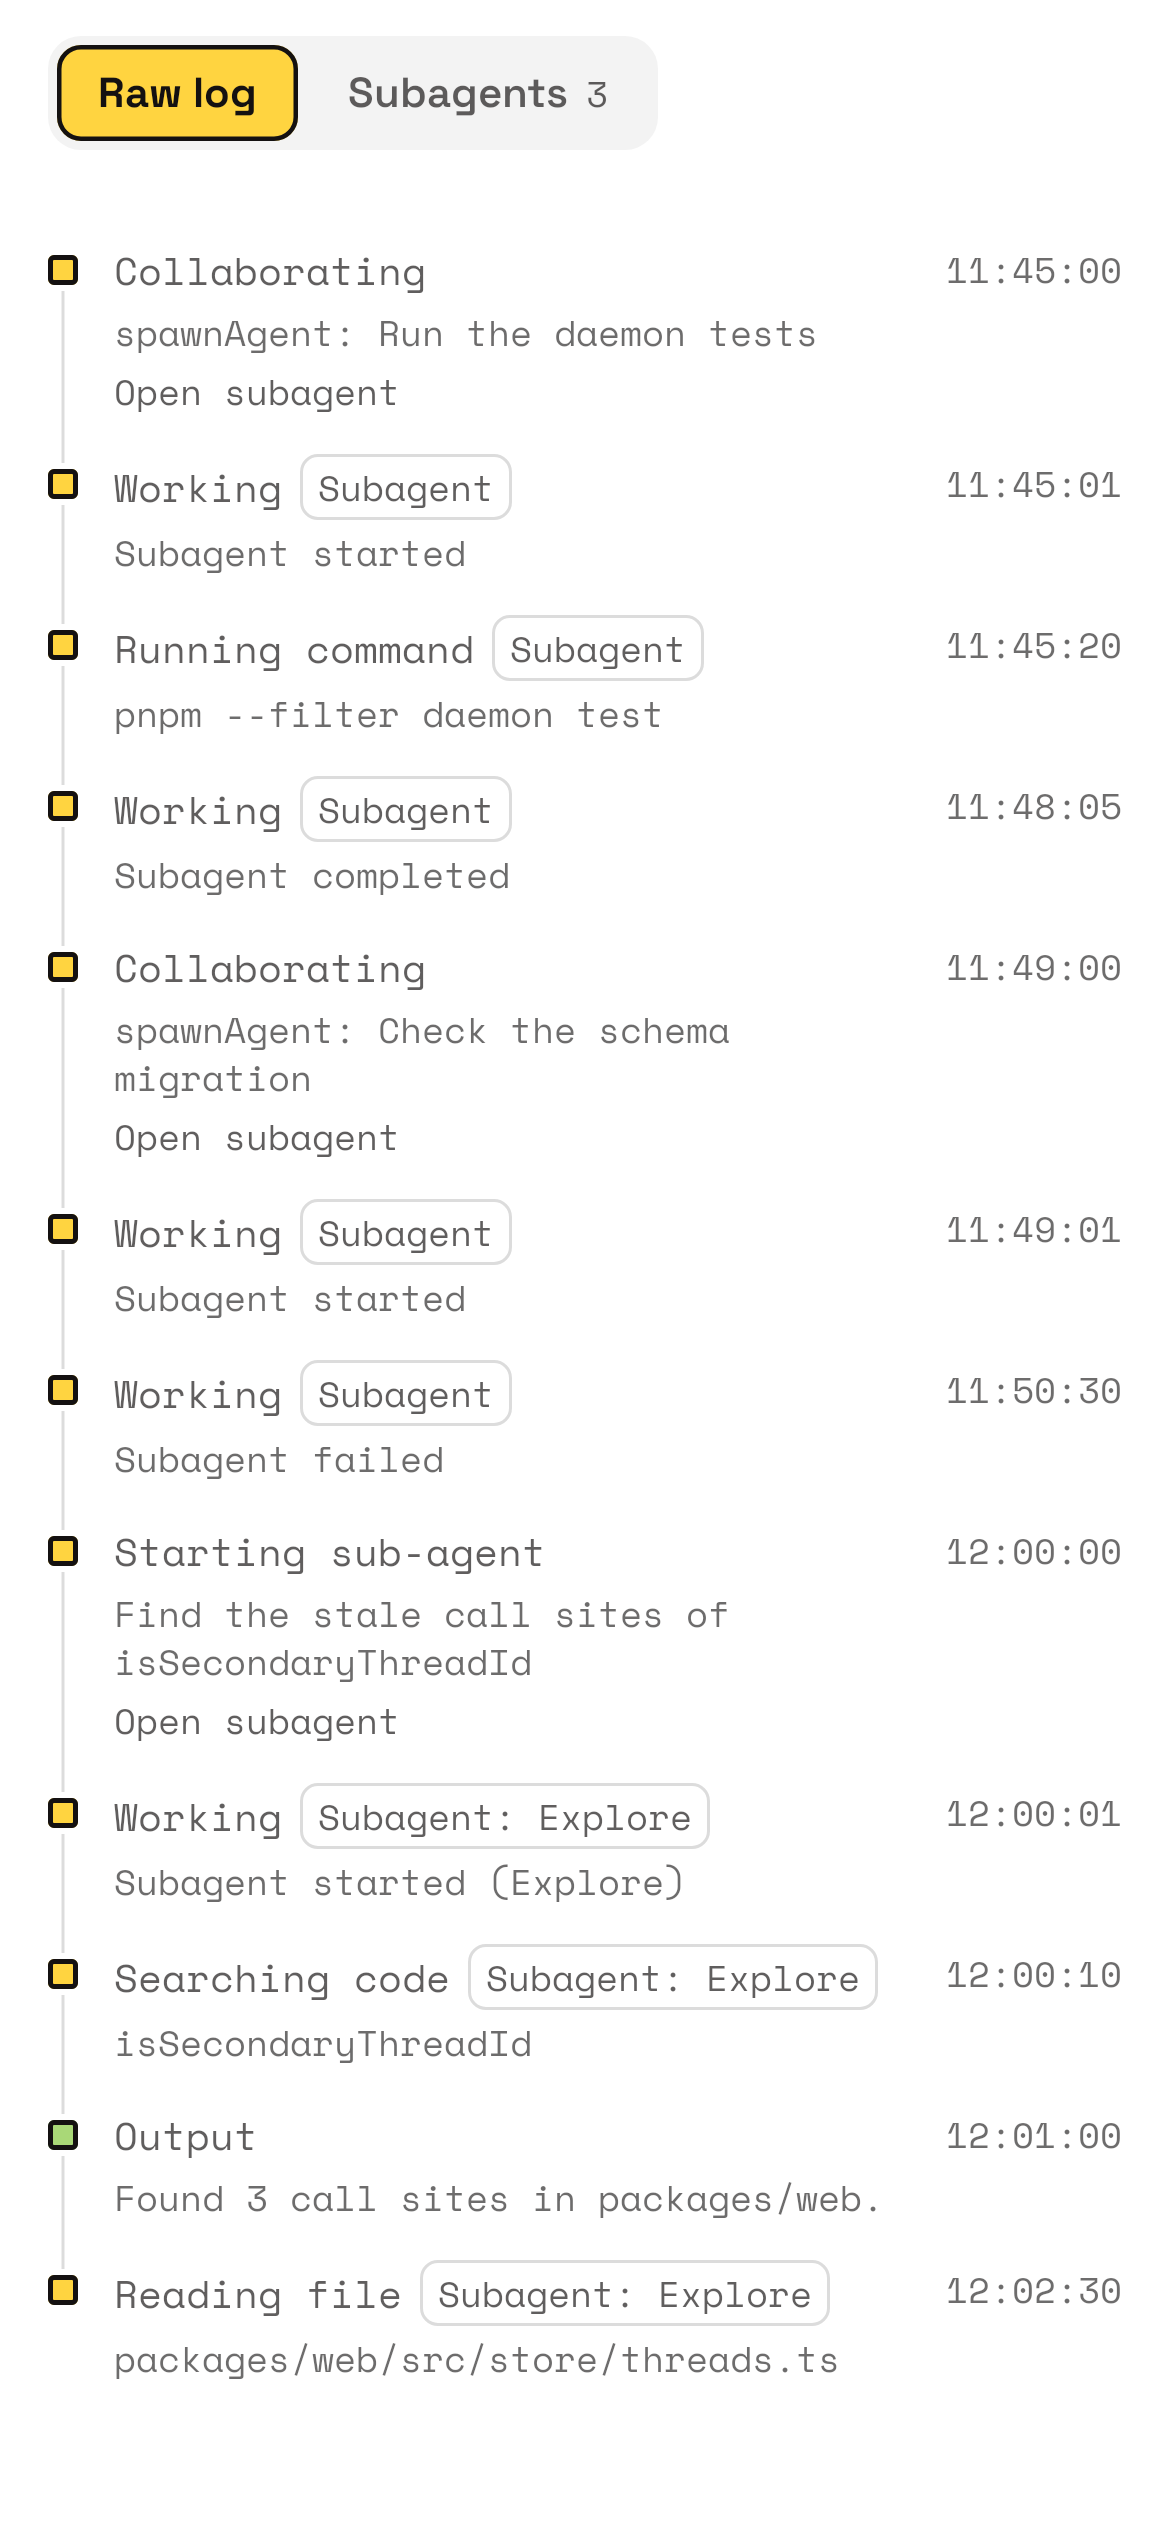 Raw log Subagents 3
Collaborating 11:45:00
spawnAgent: Run the daemon tests
Open subagent
Working Subagent 11:45:01
Subagent started
Running command Subagent 11:45:20
pnpm --filter daemon test
Working Subagent 11:48:05
Subagent completed
Collaborating 11:49:00
spawnAgent: Check the schema
migration
Open subagent
Working Subagent 11:49:01
Subagent started
Working Subagent 11:50:30
Subagent failed
Starting sub-agent 12:00:00
Find the stale call sites of
isSecondaryThreadId
Open subagent
Working Subagent: Explore 12:00:01
Subagent started (Explore)
Searching code Subagent: Explore 12:00:10
isSecondaryThreadId
Output 12:01:00
Found 3 call sites in packages/web.
Reading file Subagent: Explore 12:02:30
packages/web/src/store/threads.ts